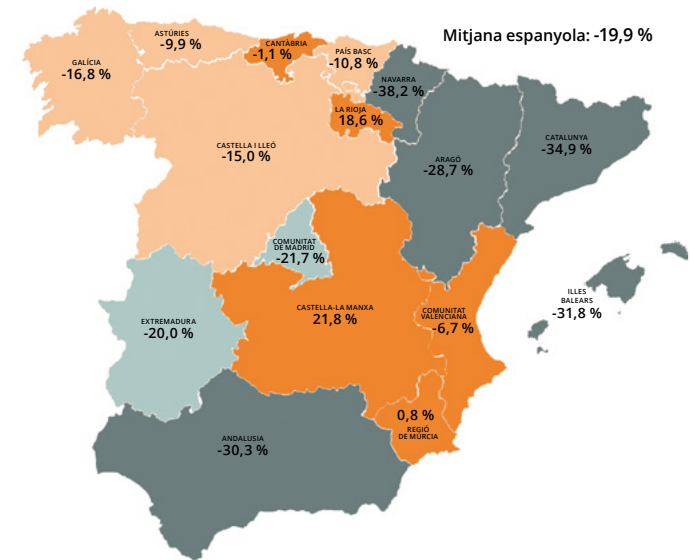 Mitjana espanyola: -19,9 %
ASTÚRIES
-9,9 %
CANTÀBRIA
-1,1 %
PAÍS BASC
-10,8 %
GALÍCIA
-16,8 %
NAVARRA
-38,2 %
LA RIOJA
18,6 %
CATALUNYA
-34,9 %
CASTELLA I LLEÓ
-15,0 %
ARAGÓ
-28,7 %
COMUNITAT
DE MADRID
-21,7 %
ILLES
BALEARS
-31,8 %
CASTELLA-LA MANXA
21,8 %
COMUNITAT
VALENCIANA
-6,7 %
EXTREMADURA
-20,0 %
0,8 %
REGIÓ
DE MÚRCIA
ANDALUSIA
-30,3 %